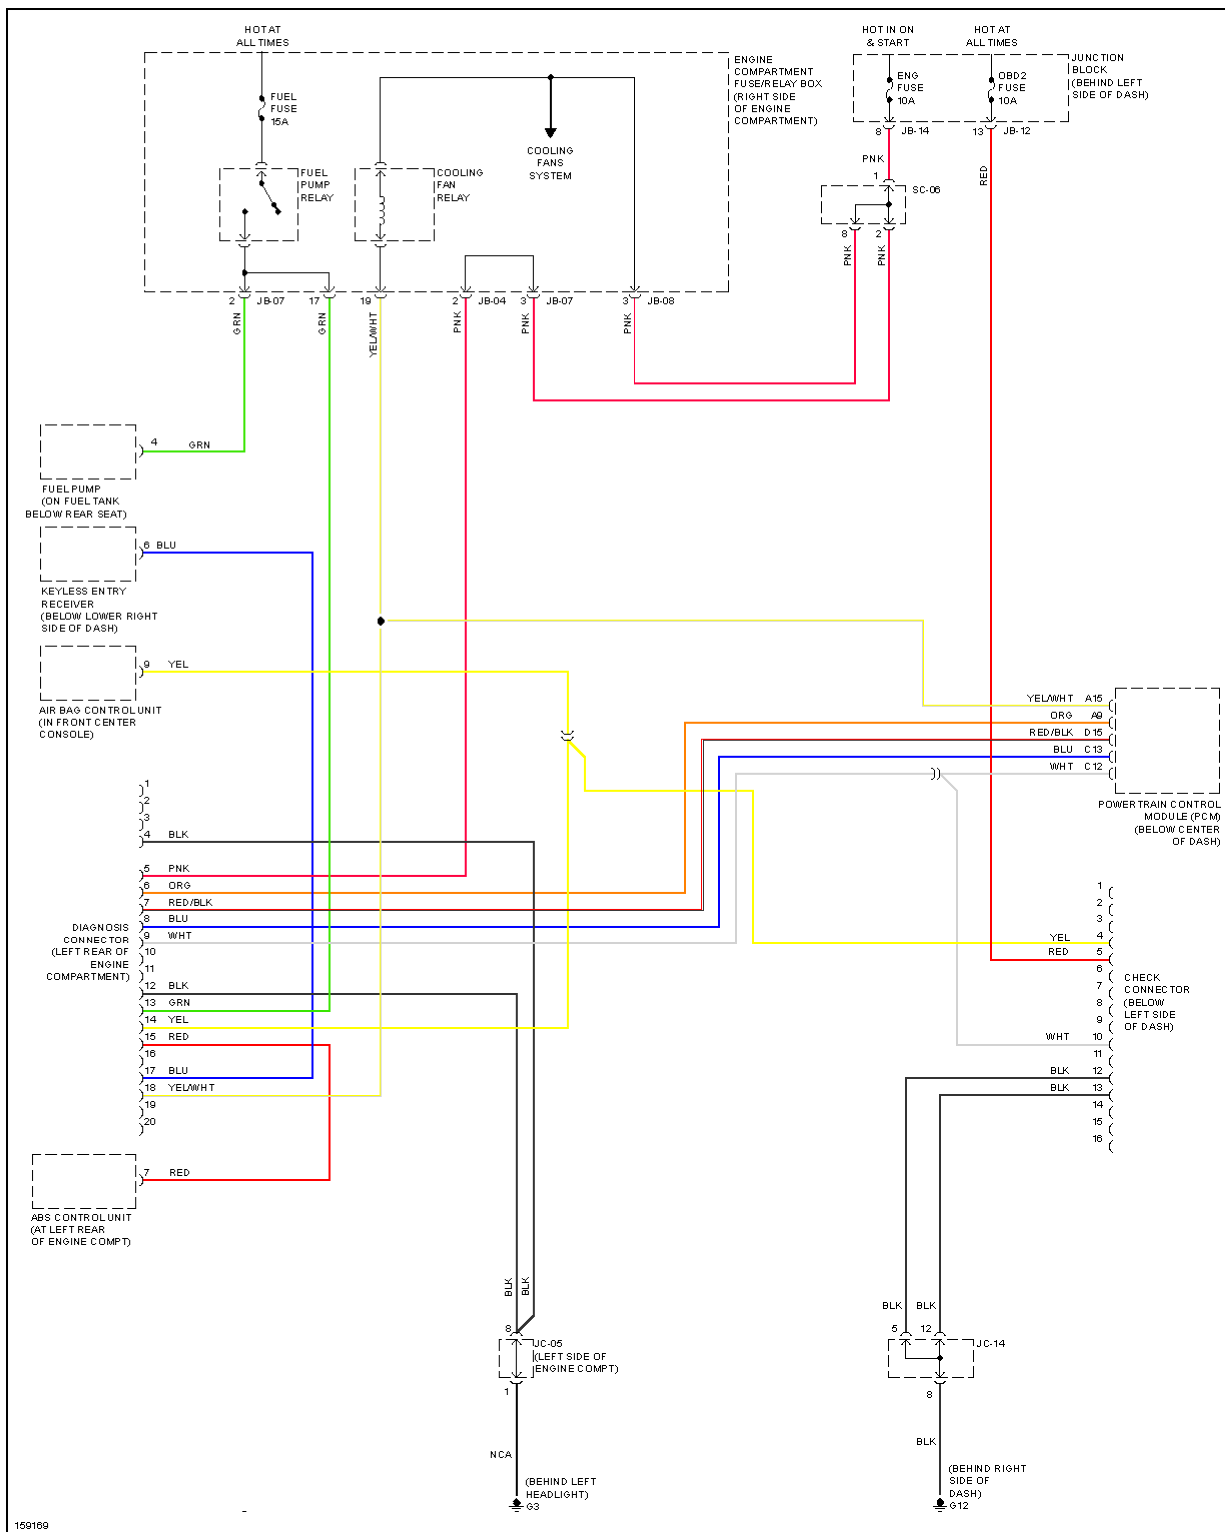 HOT AT
ALL TIMES
HOT IN ON
& START
HOT AT
ALL TIMES
FUEL
FUSE
15A
ENGINE
COMPARTMENT
FUSE/RELAY BOX
(RIGHT SIDE
OF ENGINE
COMPARTMENT)
ENG
FUSE
10A
OBD2
FUSE
10A
JUNCTION
BLOCK
(BEHIND LEFT
SIDE OF DASH)
8 JB-14
13 JB-12
COOLING
FANS
SYSTEM
FUEL
PUMP
RELAY
COOLING
FAN
RELAY
PNK
RED
1
SC-06
8 2
PNK
PNK
2 JB-07
17
19
2 JB-04
3 JB-07
3 JB-08
GRN
GRN
YEL/WHT
PNK
PNK
PNK
4 GRN
FUEL PUMP
(ON FUEL TANK
BELOW REAR SEAT)
6 BLU
KEYLESS ENTRY
RECEIVER
(BELOW LOWER RIGHT
SIDE OF DASH)
9 YEL
AIR BAG CONTROL UNIT
(IN FRONT CENTER
CONSOLE)
YEL/WHT A15
ORG A9
RED/BLK D15
BLU C13
WHT C12
POWERTRAIN CONTROL
MODULE (PCM)
(BELOW CENTER
OF DASH)
1
2
3
4 BLK
5 PNK
6 ORG
7 RED/BLK
8 BLU
9 WHT
10
11
12 BLK
13 GRN
14 YEL
15 RED
16
17 BLU
18 YEL/WHT
19
20
DIAGNOSIS
CONNECTOR
(LEFT REAR OF
ENGINE
COMPARTMENT)
1
2
3
YEL 4
RED 5
6
7
8
9
WHT 10
11
BLK 12
BLK 13
14
15
16
CHECK
CONNECTOR
(BELOW
LEFT SIDE
OF DASH)
7 RED
ABS CONTROL UNIT
(AT LEFT REAR
OF ENGINE COMPT)
BLK
BLK
8
JC-05
(LEFT SIDE OF
ENGINE COMPT)
1
NCA
(BEHIND LEFT
HEADLIGHT)
G3
BLK BLK
5 12
JC-14
8
BLK
(BEHIND RIGHT
SIDE OF
DASH)
G12
159169